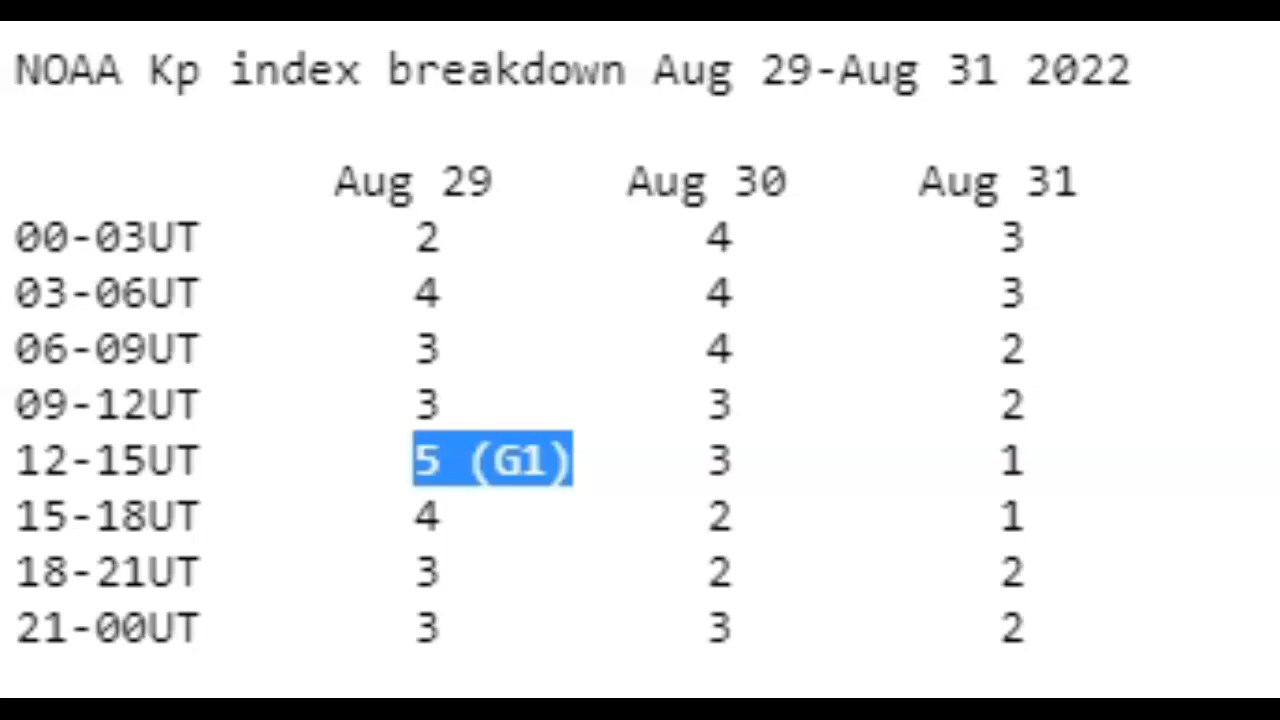 NOAA Kp index breakdown Aug 29-Aug 31 2022
Aug 29 Aug 30 Aug 31
00-03UT 2 4 3
03-06UT 4 4 3
06-09UT 3 4 2
09-12UT 3 3 2
12-15UT 5 (G1) 3 1
15-18UT 4 2 1
18-21UT 3 2 2
21-00UT 3 3 2